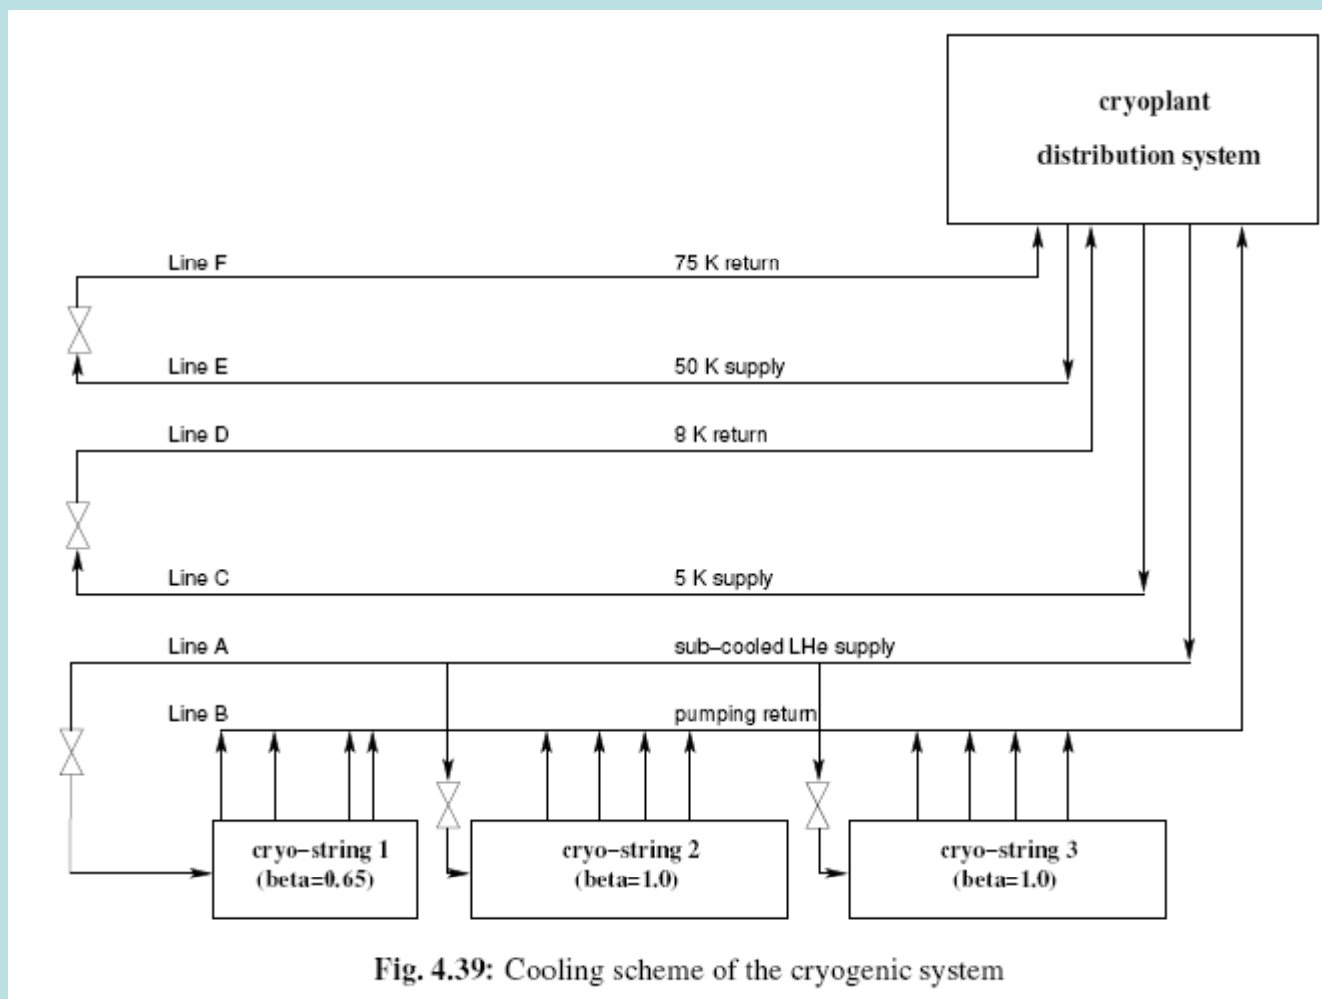 cryoplant
distribution system
Line F 75 K return
Line E 50 K supply
Line D 8 K return
Line C 5 K supply
Line A sub−cooled LHe supply
Line B pumping return
cryo−string 1
(beta=0.65)
cryo−string 2
(beta=1.0)
cryo−string 3
(beta=1.0)
Fig. 4.39: Cooling scheme of the cryogenic system